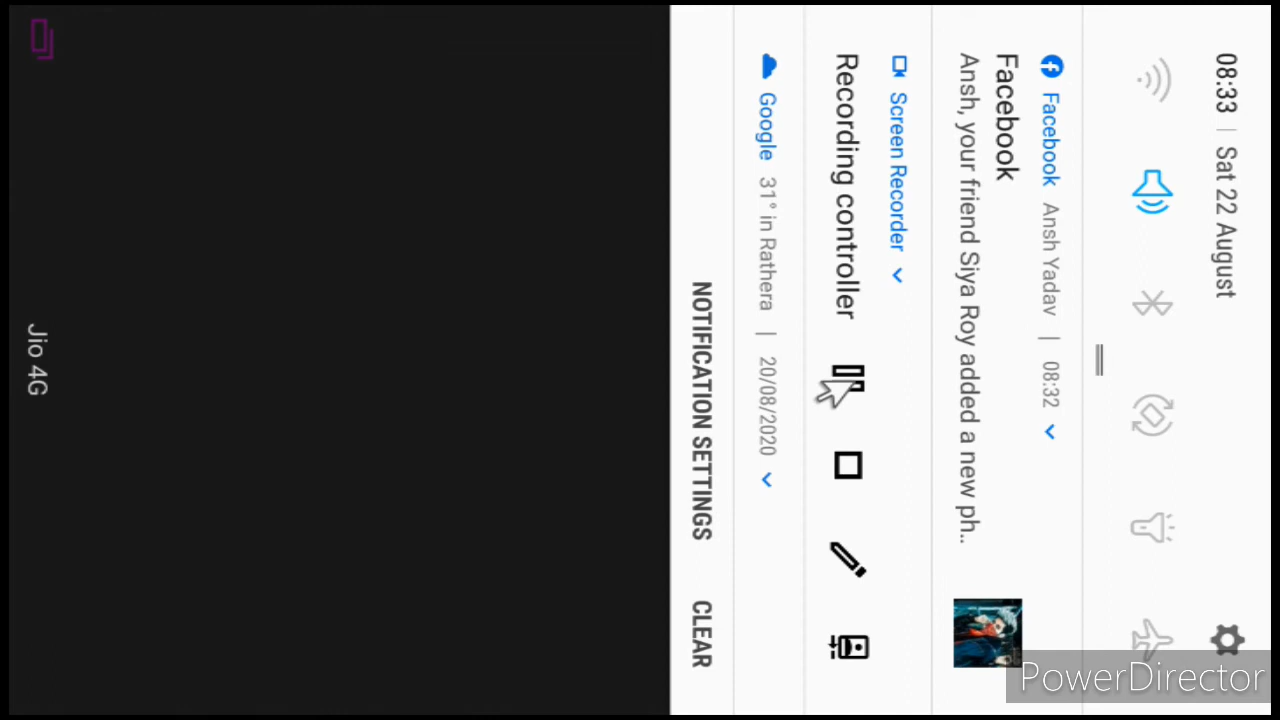 08:33 | Sat 22 August
Facebook Ansh Yadav | 08:32
Facebook
Ansh, your friend Siya Roy added a new ph..
Screen Recorder
Recording controller
Google 31° in Rathera | 20/08/2020
NOTIFICATION SETTINGS CLEAR
Jio 4G
PowerDirector